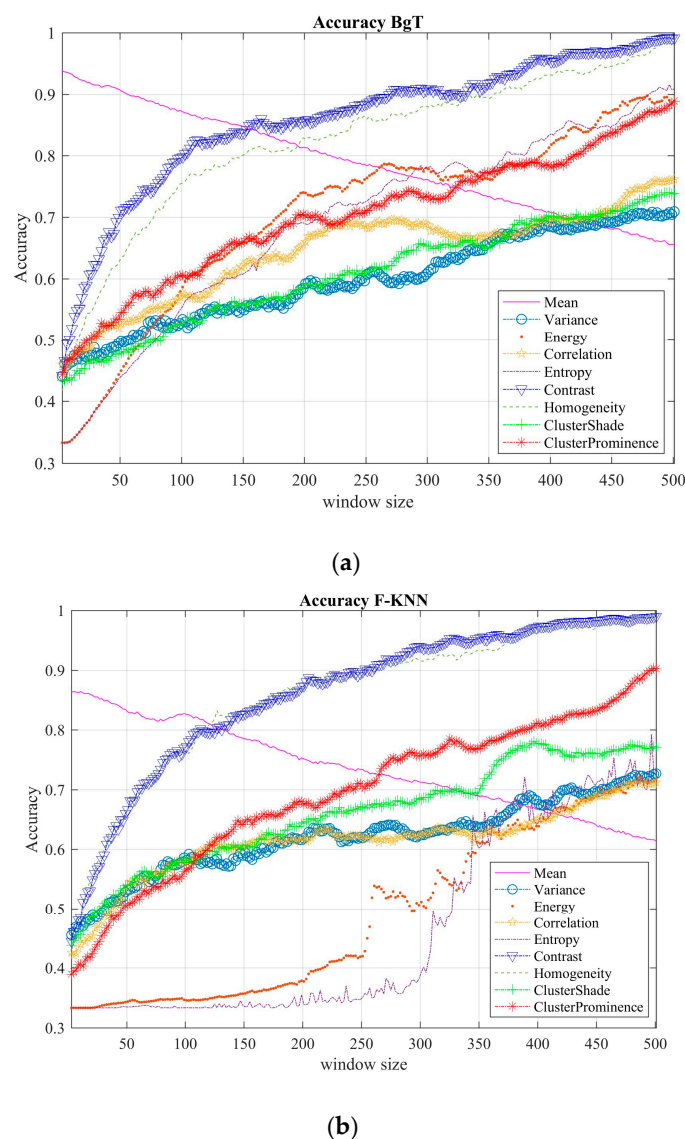 Accuracy BgT
1
0.9
0.8
0.7
0.6
0.5
0.4
0.3
Accuracy
Mean
Variance
Energy
Correlation
Entropy
Contrast
Homogeneity
ClusterShade
ClusterProminence
50 100 150 200 250 300 350 400 450 500
window size
(a)
Accuracy F-KNN
1
0.9
0.8
0.7
0.6
0.5
0.4
0.3
Accuracy
Mean
Variance
Energy
Correlation
Entropy
Contrast
Homogeneity
ClusterShade
ClusterProminence
50 100 150 200 250 300 350 400 450 500
window size
(b)